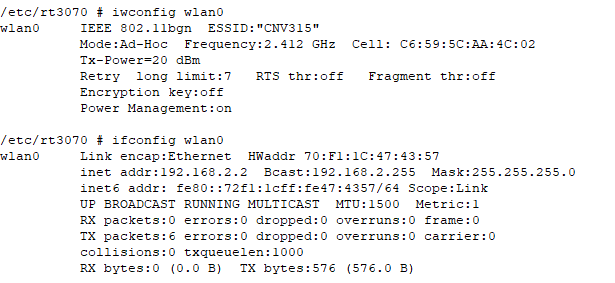 /etc/rt3070 # iwconfig wlan0
wlan0     IEEE 802.11bgn  ESSID:"CNV315"
          Mode:Ad-Hoc  Frequency:2.412 GHz  Cell: C6:59:5C:AA:4C:02
          Tx-Power=20 dBm
          Retry  long limit:7   RTS thr:off   Fragment thr:off
          Encryption key:off
          Power Management:on

/etc/rt3070 # ifconfig wlan0
wlan0     Link encap:Ethernet  HWaddr 70:F1:1C:47:43:57
          inet addr:192.168.2.2  Bcast:192.168.2.255  Mask:255.255.255.0
          inet6 addr: fe80::72f1:1cff:fe47:4357/64 Scope:Link
          UP BROADCAST RUNNING MULTICAST  MTU:1500  Metric:1
          RX packets:0 errors:0 dropped:0 overruns:0 frame:0
          TX packets:6 errors:0 dropped:0 overruns:0 carrier:0
          collisions:0 txqueuelen:1000
          RX bytes:0 (0.0 B)  TX bytes:576 (576.0 B)